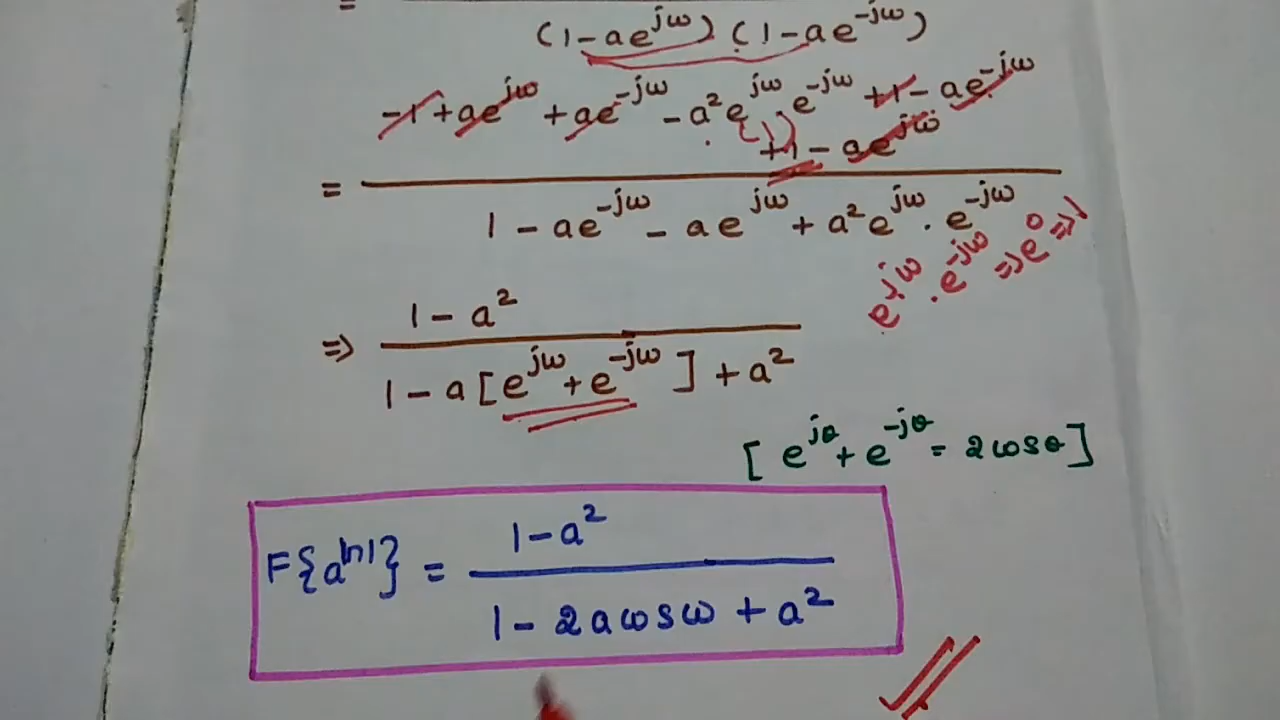 =
(1-ae^{jω}) (1-ae^{-jω})
-1+ae^{jω}+ae^{-jω}-a²e^{jω}.e^{-jω}+1-ae^{-jω}
(1)
+1-ae^{jω}
=
1-ae^{-jω}-ae^{jω}+a²e^{jω}.e^{-jω}
e^{+jω}.e^{-jω}⇒e^0⇒1
1-a²
⇒
1-a[e^{jω}+e^{-jω}]+a²
[e^{jθ}+e^{-jθ}=2cosθ]
1-a²
F{a^{|n|}} =
1-2acosω+a²